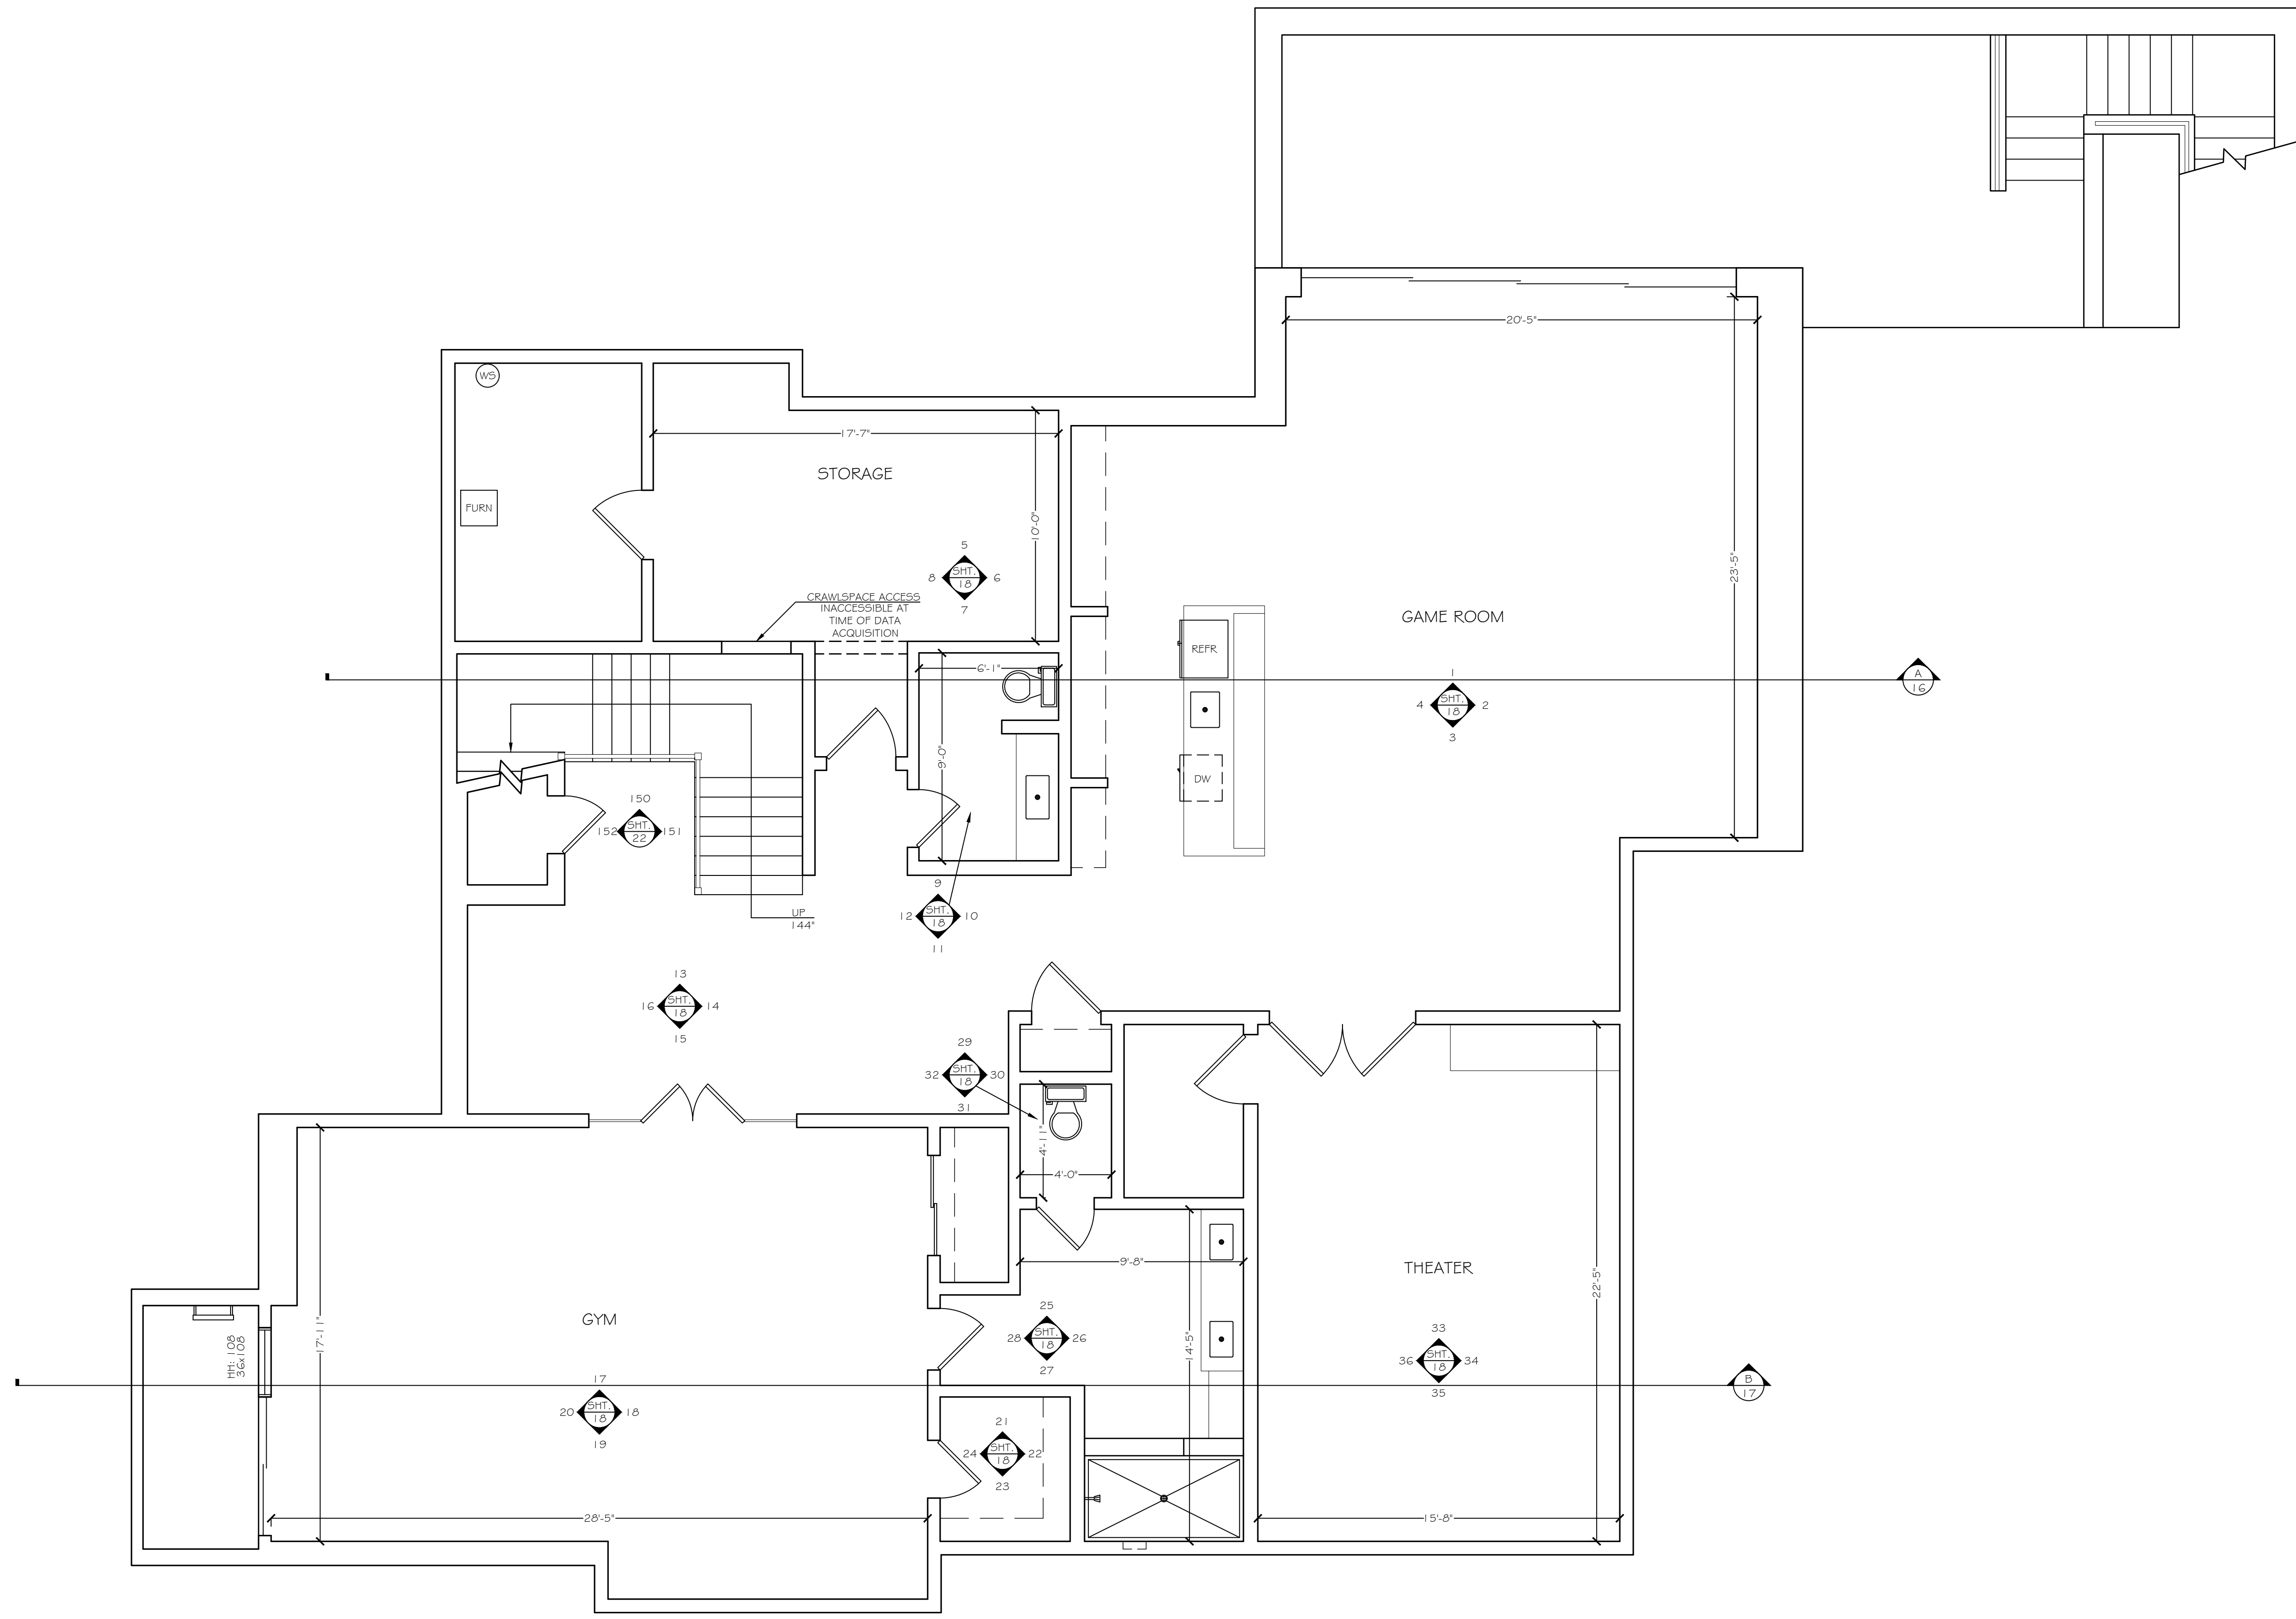 20'-5"
WS
17'-7"
STORAGE
FURN
10'-0"
23'-5"
5
8 SHT. 6
18
7
CRAWLSPACE ACCESS
INACCESSIBLE AT
TIME OF DATA
ACQUISITION
GAME ROOM
REFR
6'-1"
A
16
1
4 SHT. 2
18
3
9'-0"
DW
150
152 SHT. 151
22
9
12 SHT. 10
18
11
UP
144"
13
16 SHT. 14
18
15
29
32 SHT. 30
18
31
4'-11"
4'-0"
9'-8"
THEATER
22'-5"
GYM
17'-11"
HH: 108
36x108
25
28 SHT. 26
18
27
14'-5"
33
36 SHT. 34
18
35
B
17
17
20 SHT. 18
18
19
21
24 SHT. 22
18
23
28'-5"
15'-8"